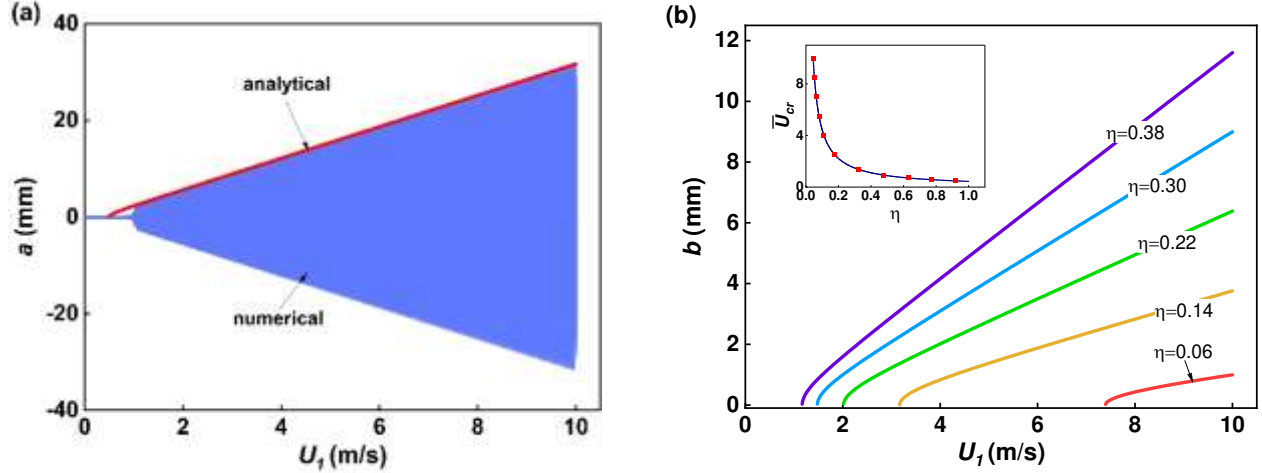 (a)
a (mm)
40
20
0
-20
-40
analytical
numerical
0
2
4
6
8
10
U1 (m/s)
(b)
b (mm)
12
10
8
6
4
2
0
η=0.38
η=0.30
η=0.22
η=0.14
η=0.06
0
2
4
6
8
10
U1 (m/s)
U̅cr
8
4
0
0.0 0.2 0.4 0.6 0.8 1.0
η